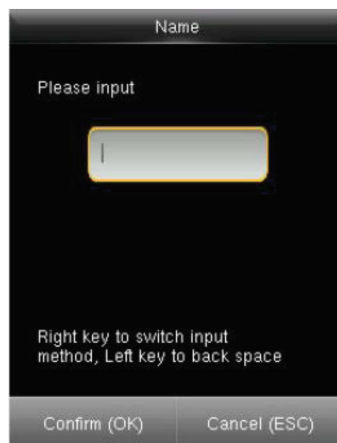 Name
Please input
Right key to switch input
method, Left key to back space
Confirm (OK) Cancel (ESC)